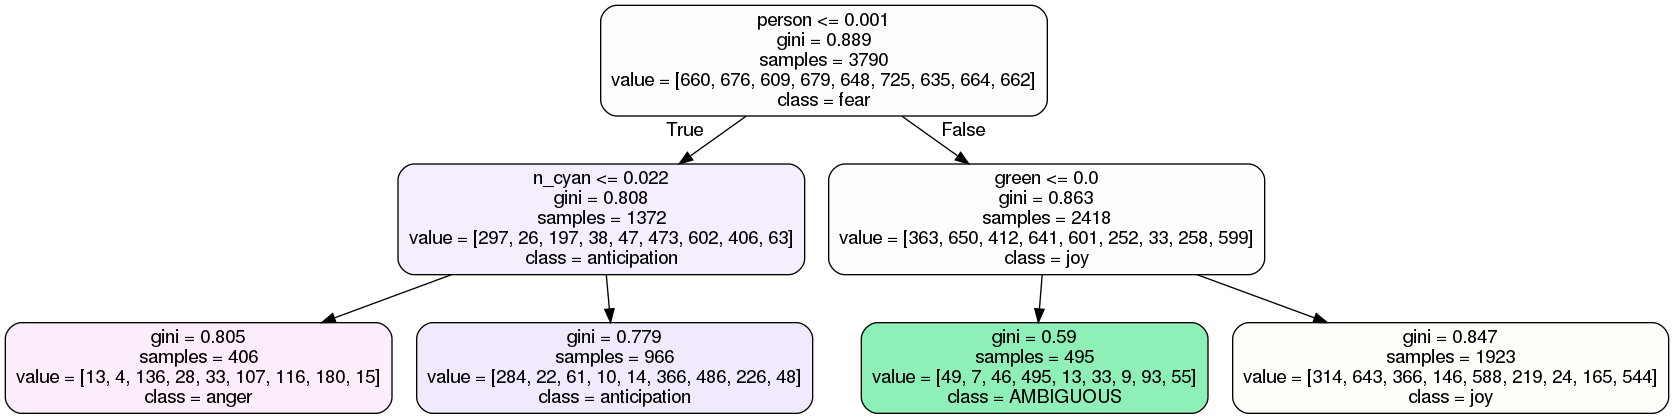 person <= 0.001
gini = 0.889
samples = 3790
value = [660, 676, 609, 679, 648, 725, 635, 664, 662]
class = fear
True
False
n_cyan <= 0.022
gini = 0.808
samples = 1372
value = [297, 26, 197, 38, 47, 473, 602, 406, 63]
class = anticipation
green <= 0.0
gini = 0.863
samples = 2418
value = [363, 650, 412, 641, 601, 252, 33, 258, 599]
class = joy
gini = 0.805
samples = 406
value = [13, 4, 136, 28, 33, 107, 116, 180, 15]
class = anger
gini = 0.779
samples = 966
value = [284, 22, 61, 10, 14, 366, 486, 226, 48]
class = anticipation
gini = 0.59
samples = 495
value = [49, 7, 46, 495, 13, 33, 9, 93, 55]
class = AMBIGUOUS
gini = 0.847
samples = 1923
value = [314, 643, 366, 146, 588, 219, 24, 165, 544]
class = joy